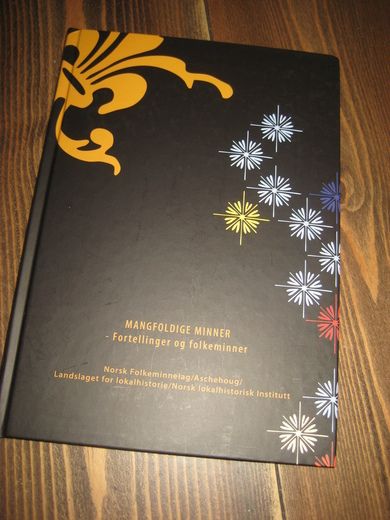 MANGFOLDIGE MINNER
- Fortellinger og folkeminner
Norsk Folkeminnelag/Aschehoug/
Landslaget for lokalhistorie/Norsk lokalhistorisk Institutt